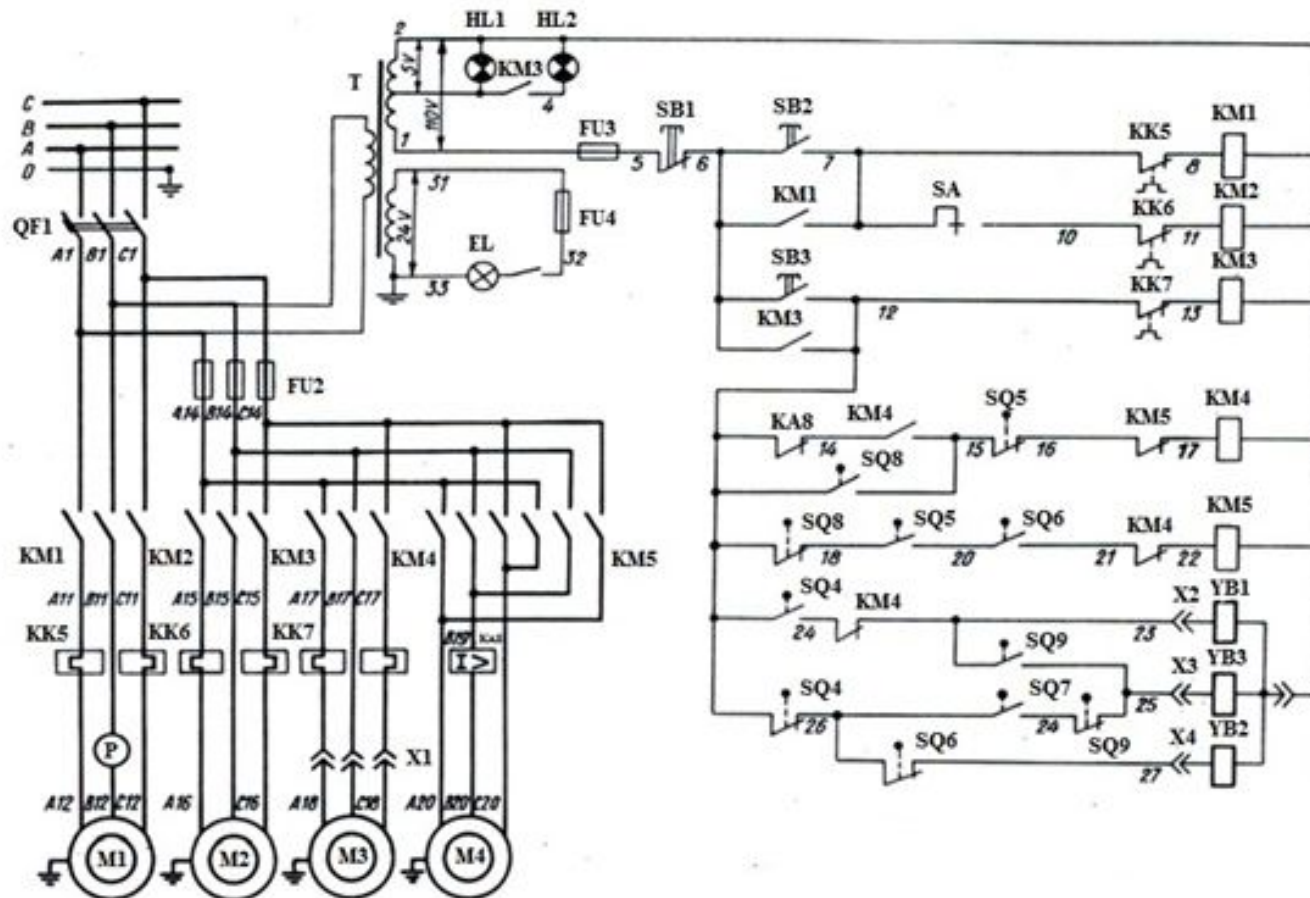 2 HL1 HL2
5V KM3
T 4
C
B 110V SB1 SB2 KK5 KM1
A 1 FU3
0 5 6 7 8
31 KM1 SA KK6 KM2
QF1 24V FU4
A1 B1 C1 EL 10 11
33 32 SB3 KK7 KM3
12 13
KM3
FU2
A14 B14 C14
KA8 KM4 SQ5 KM5 KM4
14 15 16 17
SQ8
KM1 KM2 KM3 KM4 KM5 SQ8 SQ5 SQ6 KM4 KM5
18 20 21 22
A11 B11 C11 A15 B15 C15 A17 B17 C17 SQ4 KM4 X2 YB1
KK5 KK6 KK7 B19 24 23
I > SQ9 X3 YB3
SQ4 SQ7 25
26 24 SQ9 X4 YB2
P X1 SQ6
27
A12 B12 C12 A16 C16 A18 C18 A20 B20 C20
M1 M2 M3 M4